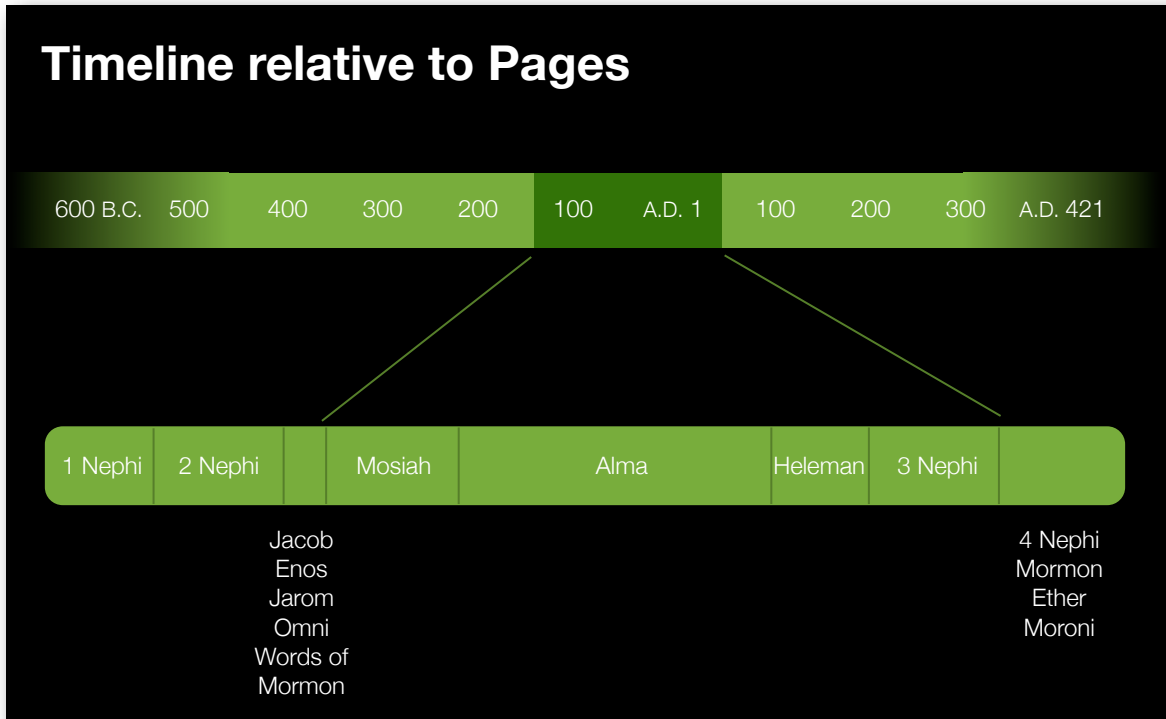 Timeline relative to Pages
600 B.C. 500 400 300 200 100 A.D. 1 100 200 300 A.D. 421
1 Nephi 2 Nephi Mosiah Alma Heleman 3 Nephi
Jacob
Enos
Jarom
Omni
Words of
Mormon
4 Nephi
Mormon
Ether
Moroni